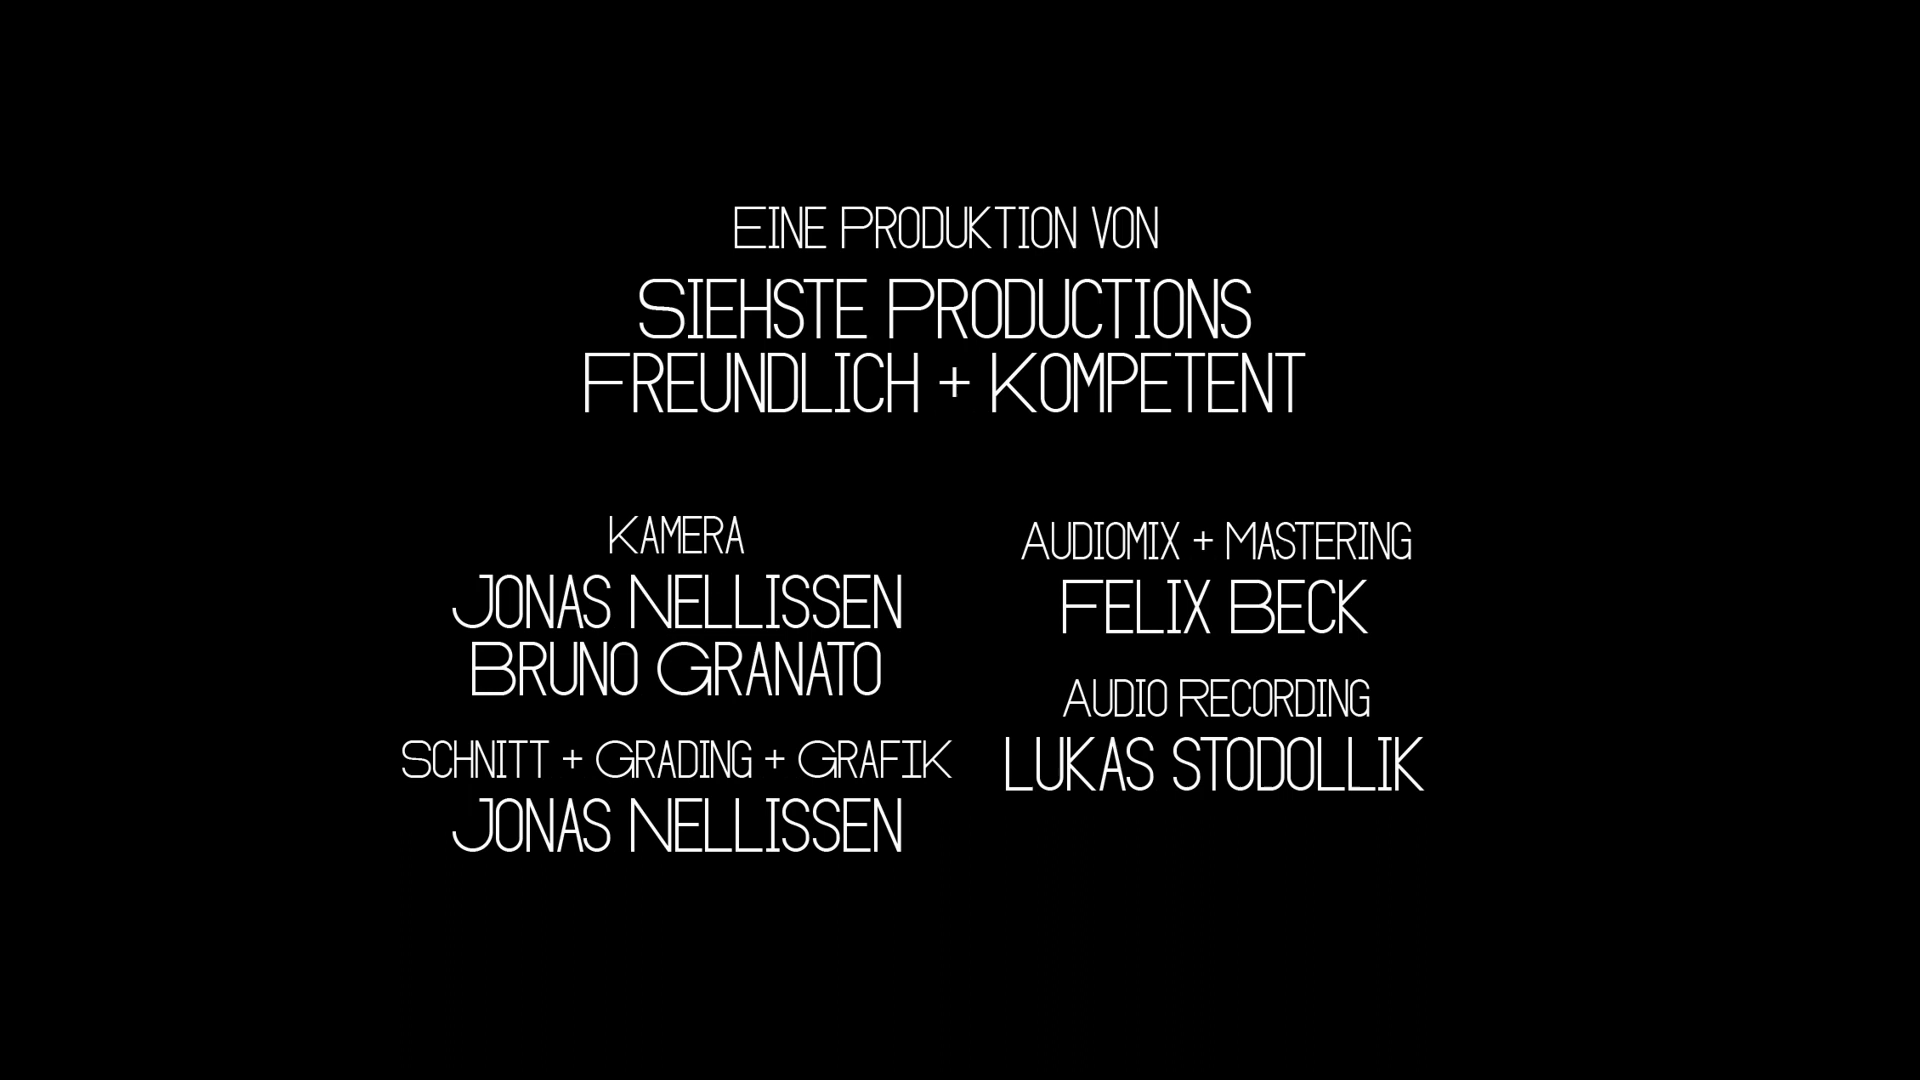 Eine Produktion von
Siehste Productions
Freundlich + Kompetent
Kamera
Jonas Nellissen
Bruno Granato
Schnitt + Grading + Grafik
Jonas Nellissen
Audiomix + Mastering
Felix Beck
Audio Recording
Lukas Stodollik